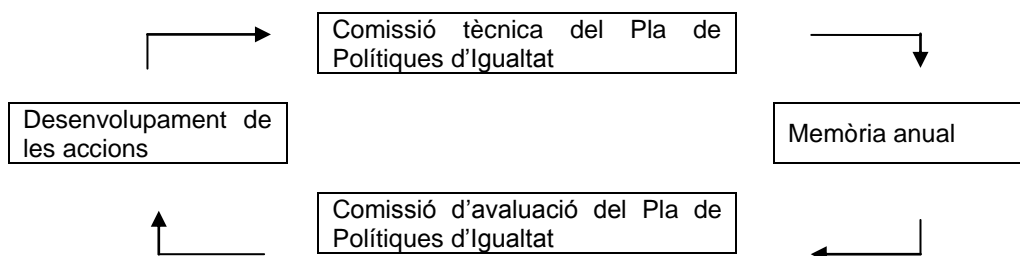 Comissió tècnica del Pla de
Polítiques d’Igualtat
Desenvolupament de
les accions
Memòria anual
Comissió d’avaluació del Pla de
Polítiques d’Igualtat